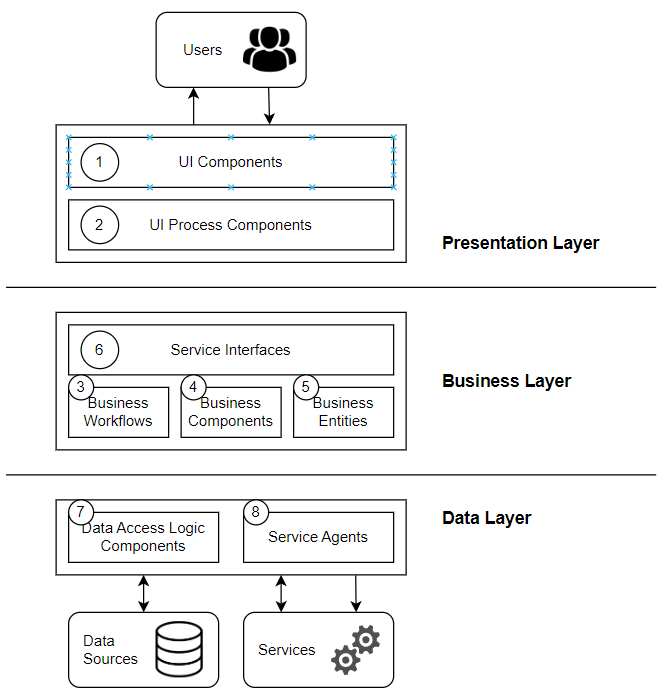 Users
1
UI Components
2
UI Process Components
Presentation Layer
6
Service Interfaces
3
Business
Workflows
4
Business
Components
5
Business
Entities
Business Layer
7
Data Access Logic
Components
8
Service Agents
Data Layer
Data
Sources
Services